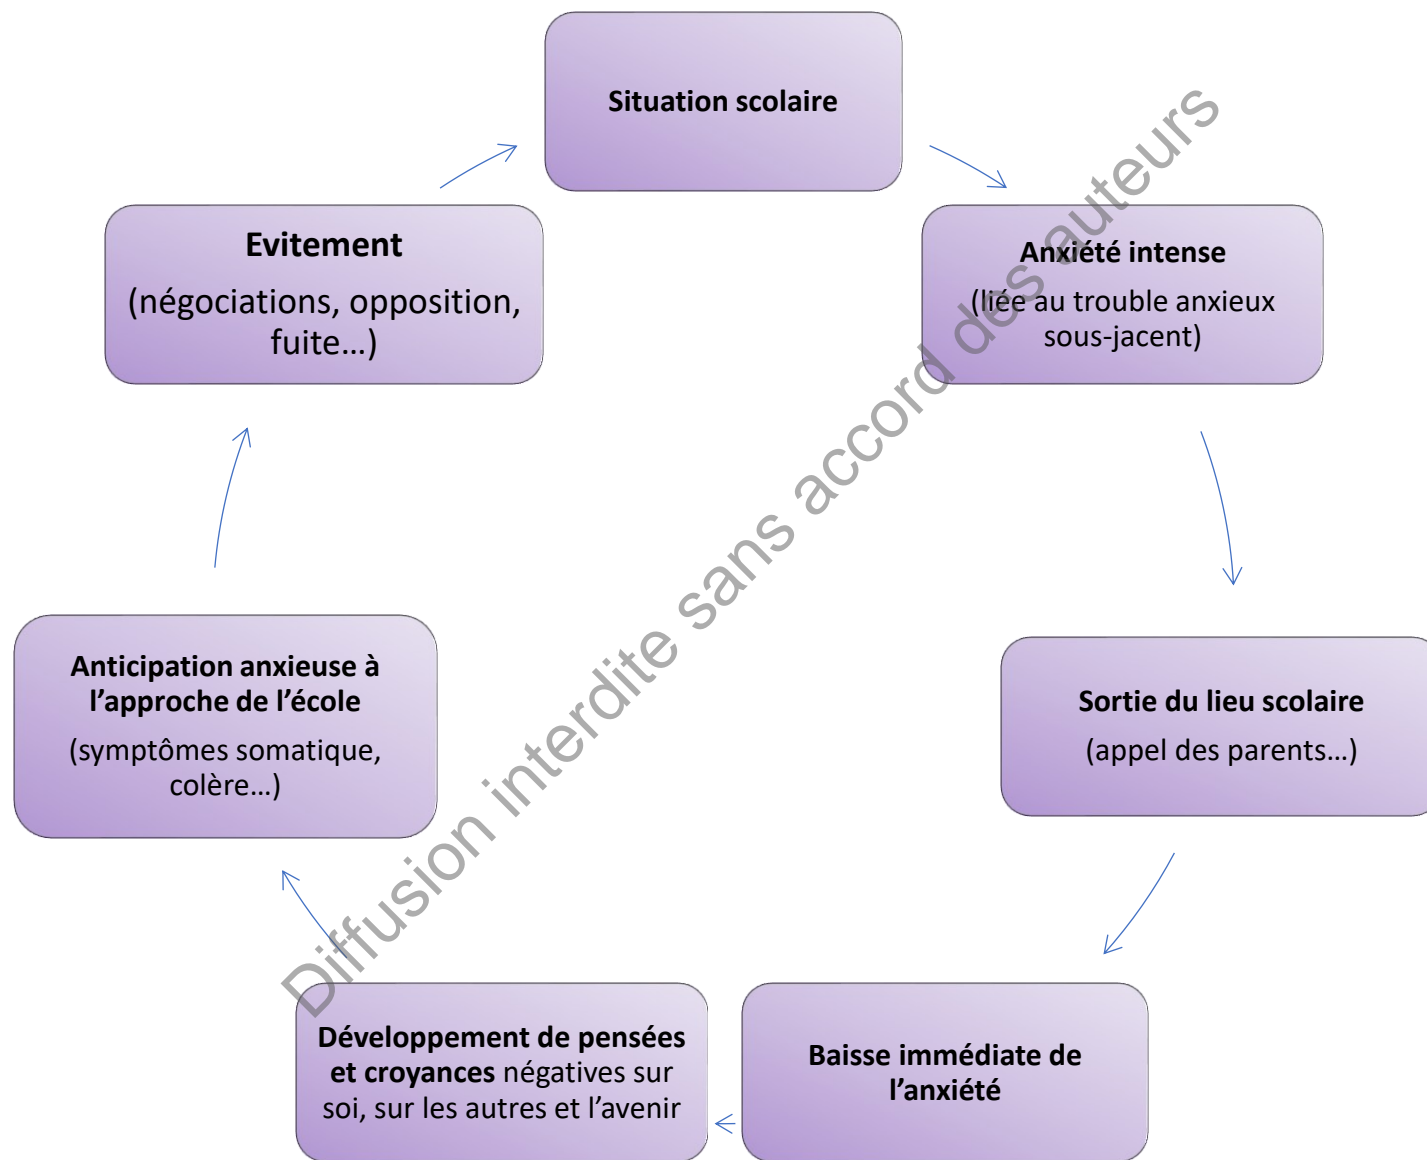 Situation scolaire
Anxiété intense
(liée au trouble anxieux
sous-jacent)
Sortie du lieu scolaire
(appel des parents…)
Baisse immédiate de
l’anxiété
Développement de pensées
et croyances négatives sur
soi, sur les autres et l’avenir
Anticipation anxieuse à
l’approche de l’école
(symptômes somatique,
colère…)
Evitement
(négociations, opposition,
fuite…)
Diffusion interdite sans accord des auteurs